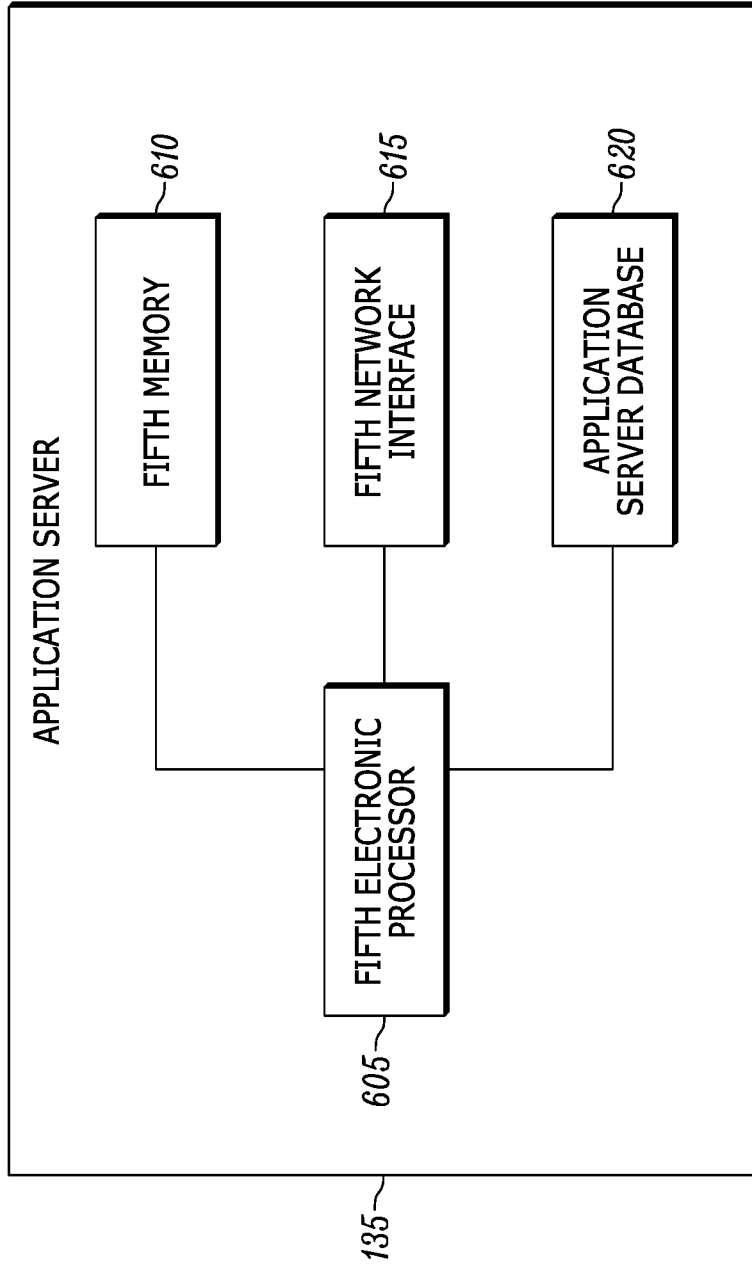 APPLICATION SERVER
FIFTH MEMORY
610
FIFTH NETWORK
INTERFACE
615
APPLICATION
SERVER DATABASE
620
FIFTH ELECTRONIC
PROCESSOR
605
135